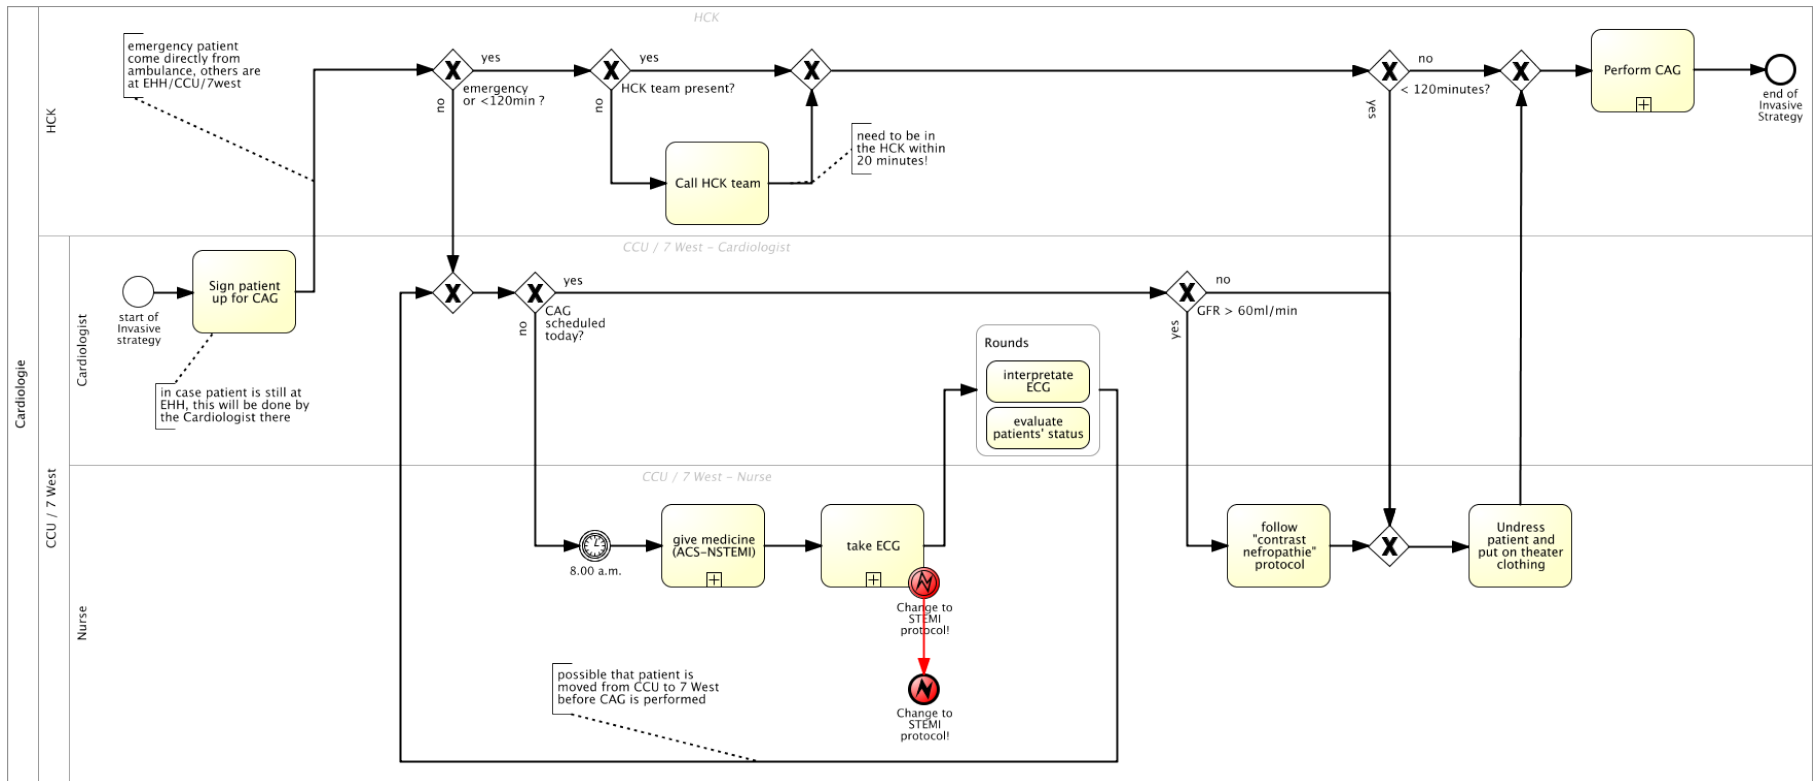 HCK
emergency patient
come directly from
ambulance, others are
at EHH/CCU/7west
yes
emergency
or <120min ?
no
yes
HCK team present?
no
no
< 120minutes?
yes
Perform CAG
end of
Invasive
Strategy
HCK
need to be in
the HCK within
20 minutes!
Call HCK team
CCU / 7 West - Cardiologist
Sign patient
up for CAG
start of
Invasive
strategy
yes
CAG
scheduled
today?
no
no
GFR > 60ml/min
yes
Cardiologist
Rounds
interpretate
ECG
evaluate
patients' status
in case patient is still at
EHH, this will be done by
the Cardiologist there
Cardiologie
CCU / 7 West
CCU / 7 West - Nurse
8.00 a.m.
give medicine
(ACS-NSTEMI)
take ECG
follow
"contrast
nefropathie"
protocol
Undress
patient and
put on theater
clothing
Change to
STEMI
protocol!
Nurse
possible that patient is
moved from CCU to 7 West
before CAG is performed
Change to
STEMI
protocol!